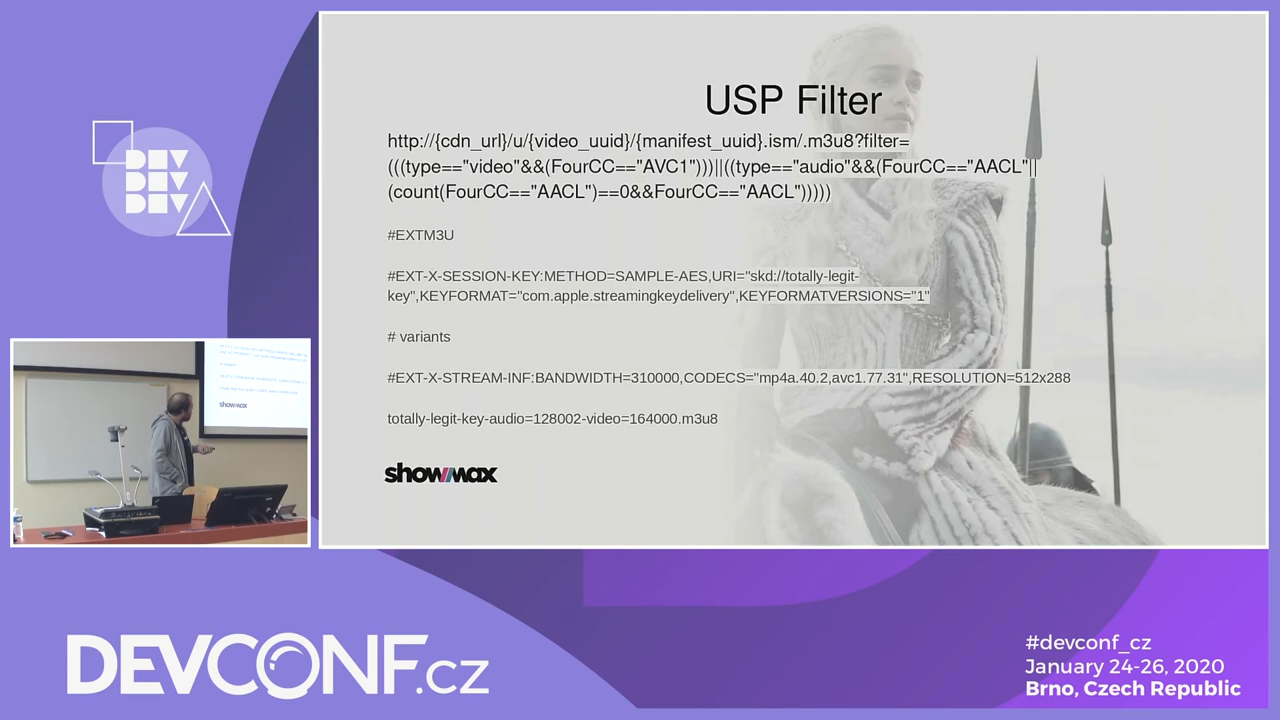 DEV
DEV
DEV
USP Filter
http://{cdn_url}/u/{video_uuid}/{manifest_uuid}.ism/.m3u8?filter=
(((type=="video"&&(FourCC=="AVC1")))||((type=="audio"&&(FourCC=="AACL"||
(count(FourCC=="AACL")==0&&FourCC=="AACL")))))
#EXTM3U
#EXT-X-SESSION-KEY:METHOD=SAMPLE-AES,URI="skd://totally-legit-
key",KEYFORMAT="com.apple.streamingkeydelivery",KEYFORMATVERSIONS="1"
# variants
#EXT-X-STREAM-INF:BANDWIDTH=310000,CODECS="mp4a.40.2,avc1.77.31",RESOLUTION=512x288
totally-legit-key-audio=128002-video=164000.m3u8
showmax
showmax
DEVCONF.cz
#devconf_cz
January 24-26, 2020
Brno, Czech Republic